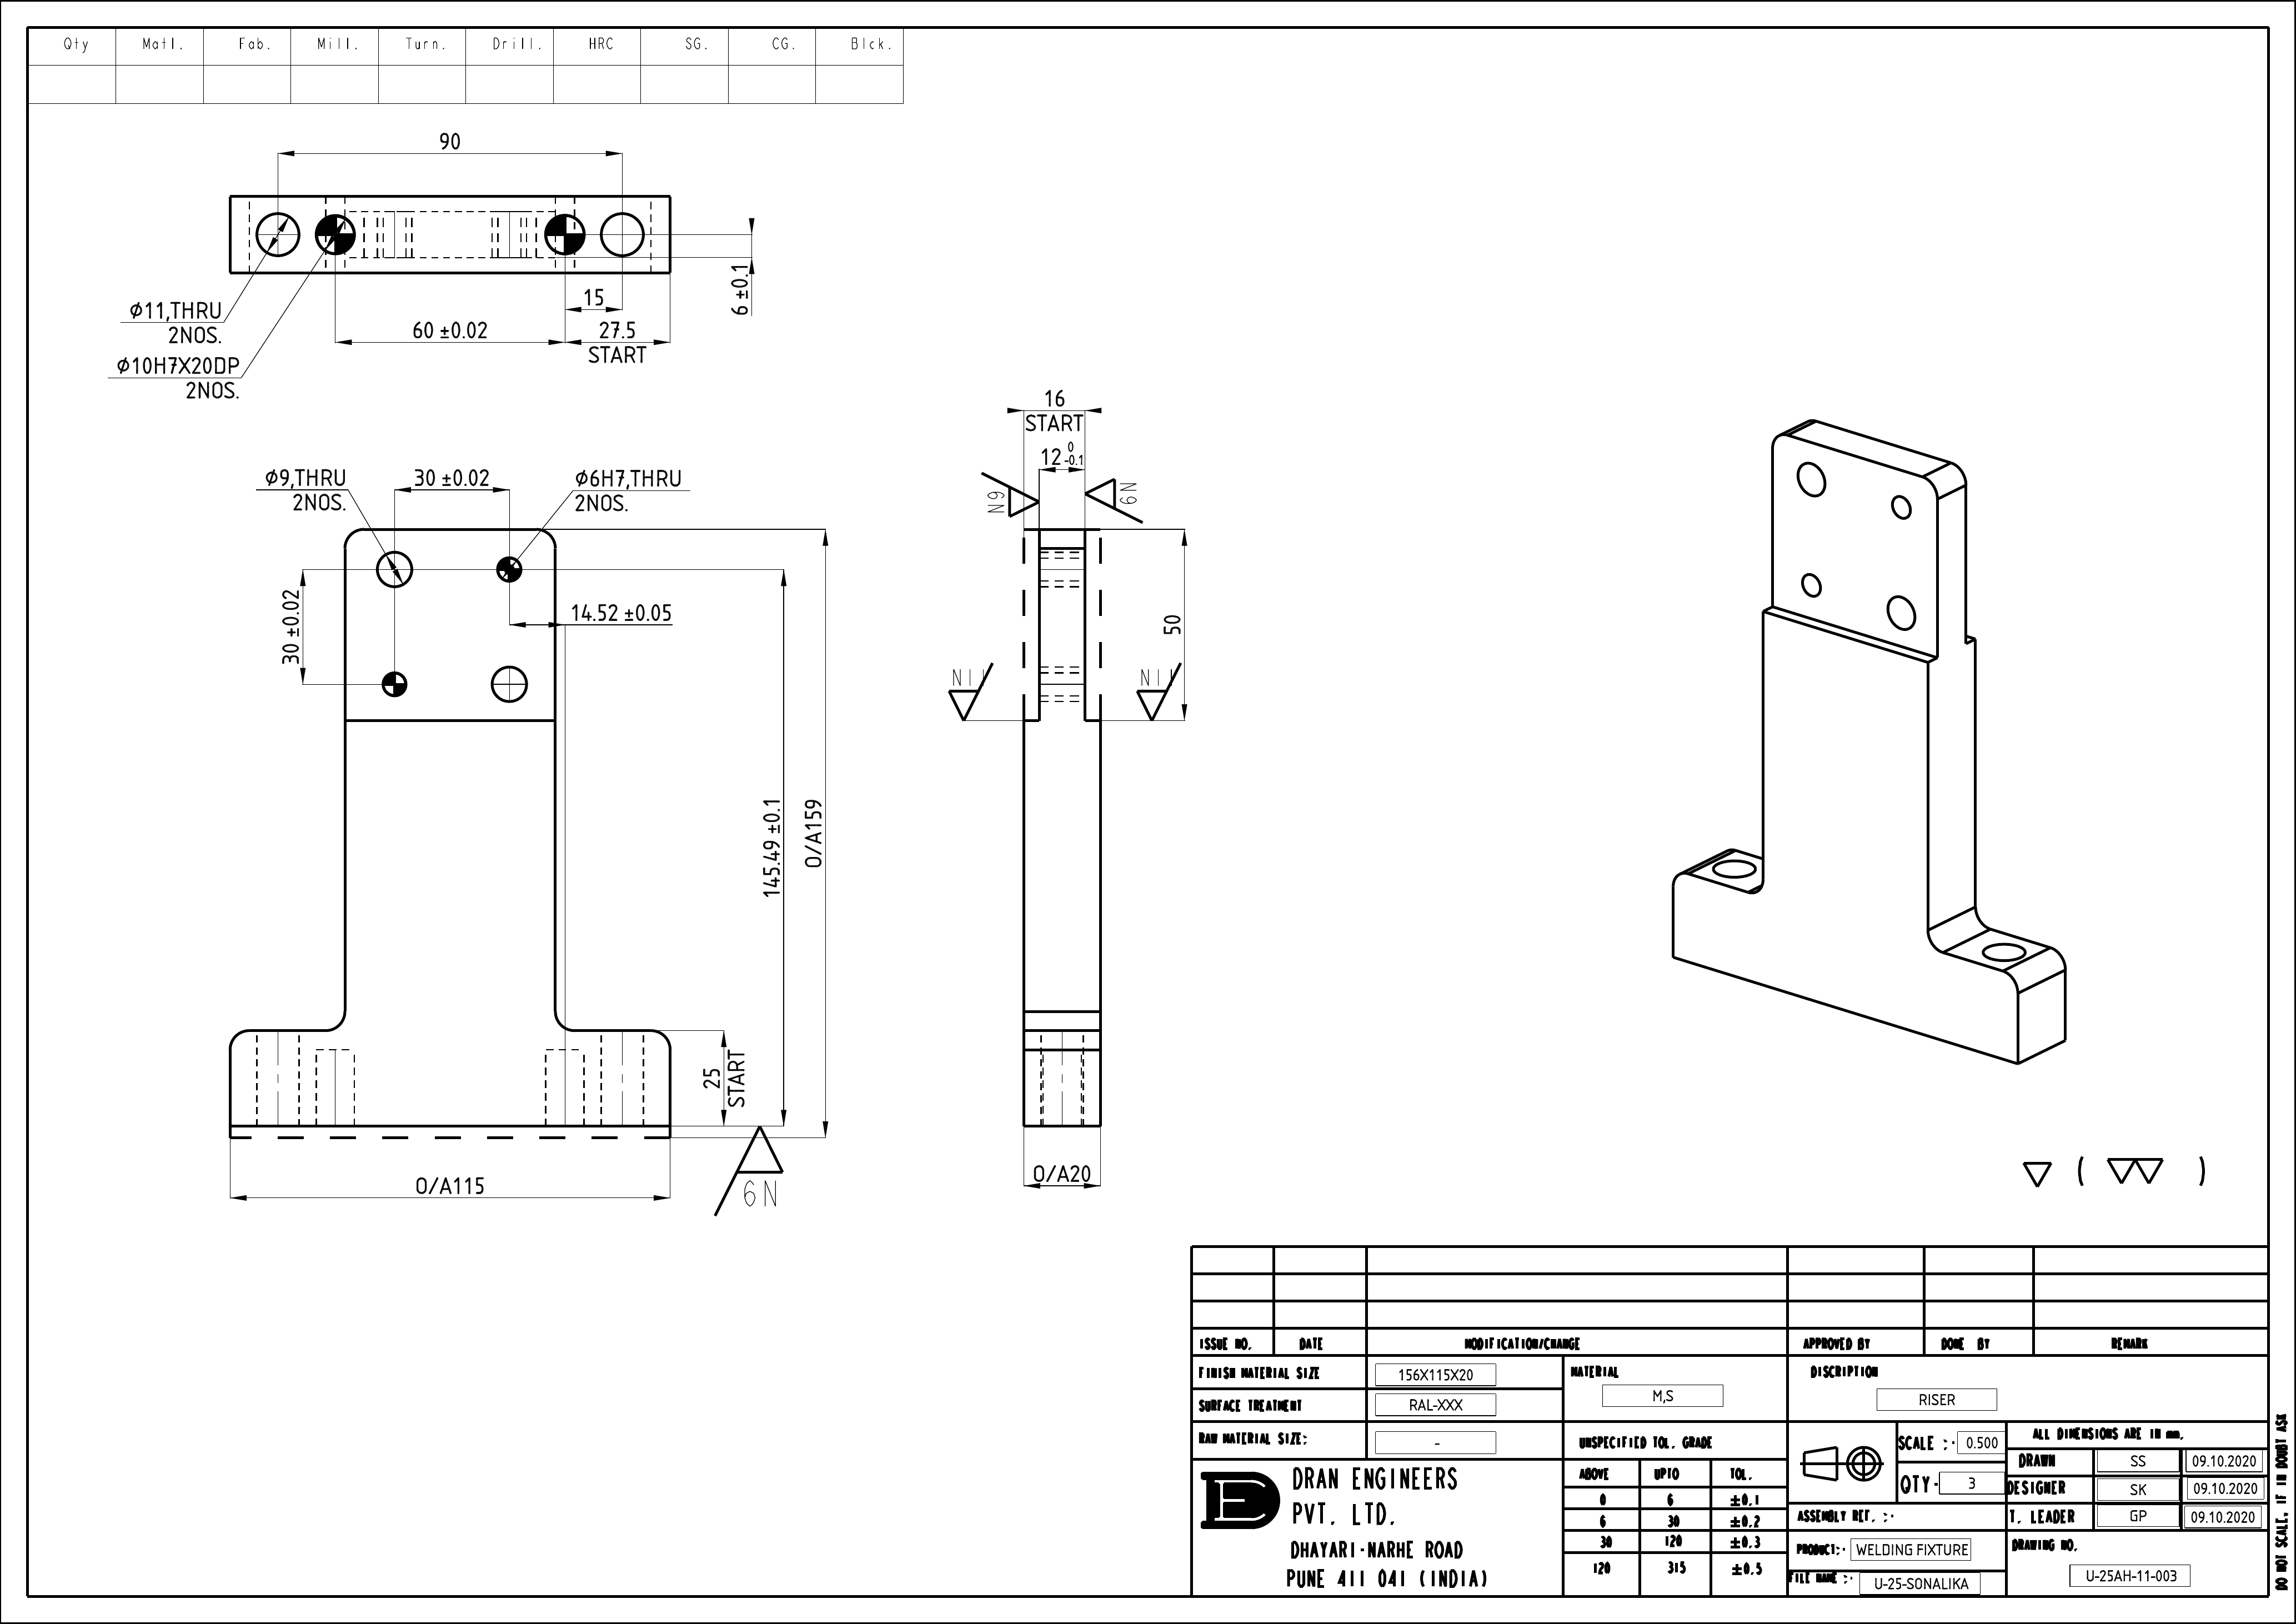 Qty Matl. Fab. Mill. Turn. Drill. HRC SG. CG. Blck.
90
Ø11,THRU
2NOS.
Ø10H7X20DP
2NOS.
60 ±0.02
15
27.5
START
6 ±0.1
Ø9,THRU
2NOS.
30 ±0.02
Ø6H7,THRU
2NOS.
30 ±0.02
14.52 ±0.05
145.49 ±0.1
O/A159
25
START
O/A115
6N
16
START
12 0 -0.1
N9
N9
N11
N11
50
O/A20
( )
ISSUE NO. DATE MODIFICATION/CHANGE APPROVED BY DONE BY REMARK
FINISH MATERIAL SIZE 156X115X20
SURFACE TREATMENT RAL-XXX
RAW MATERIAL SIZE: -
MATERIAL
M,S
DISCRIPTION
RISER
UNSPECIFIED TOL. GRADE
ABOVE UPTO TOL.
0 6 ±0.1
6 30 ±0.2
30 120 ±0.3
120 315 ±0.5
DRAN ENGINEERS
PVT. LTD.
DHAYARI-NARHE ROAD
PUNE 411 041 (INDIA)
SCALE :- 0.500
QTY- 3
ASSEMBLY REF. :-
PRODUCT:- WELDING FIXTURE
FILE NAME :- U-25-SONALIKA
ALL DIMENSIONS ARE IN mm.
DRAWN SS 09.10.2020
DESIGNER SK 09.10.2020
T. LEADER GP 09.10.2020
DRAWING NO.
U-25AH-11-003
DO NOT SCALE, IF IN DOUBT ASK